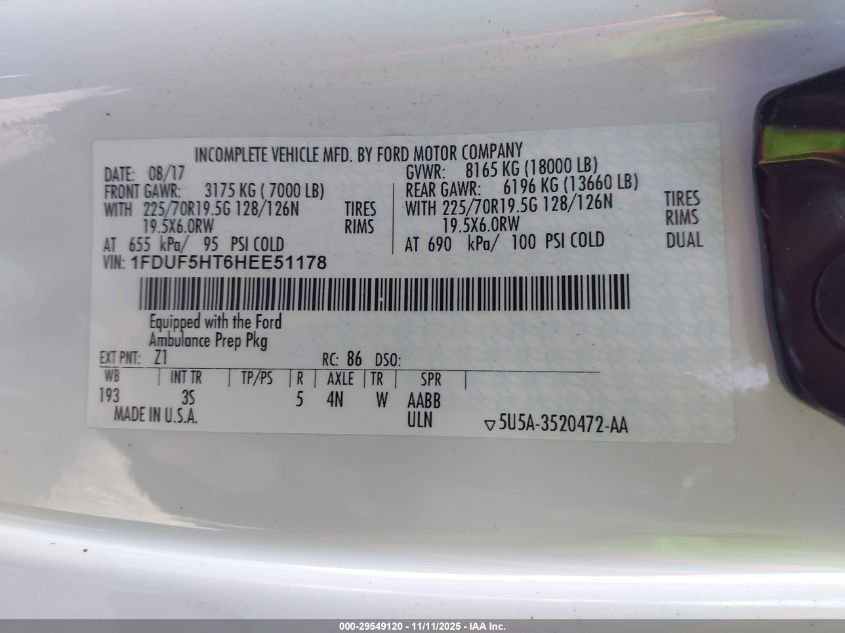 INCOMPLETE VEHICLE MFD. BY FORD MOTOR COMPANY
DATE: 08/17 GVWR: 8165 KG (18000 LB)
FRONT GAWR: 3175 KG ( 7000 LB) REAR GAWR: 6196 KG (13660 LB)
WITH 225/70R19.5G 128/126N TIRES WITH 225/70R19.5G 128/126N TIRES
19.5X6.0RW RIMS 19.5X6.0RW RIMS
AT 655 kPa/ 95 PSI COLD AT 690 kPa/ 100 PSI COLD DUAL
VIN: 1FDUF5HT6HEE51178
Equipped with the Ford
Ambulance Prep Pkg
EXT PNT: Z1 RC: 86 DSO:
WB INT TR TP/PS R AXLE TR SPR
193 3S 5 4N W AABB
MADE IN U.S.A. ULN ▽5U5A-3520472-AA
000-29549120 - 11/11/2025 - IAA Inc.